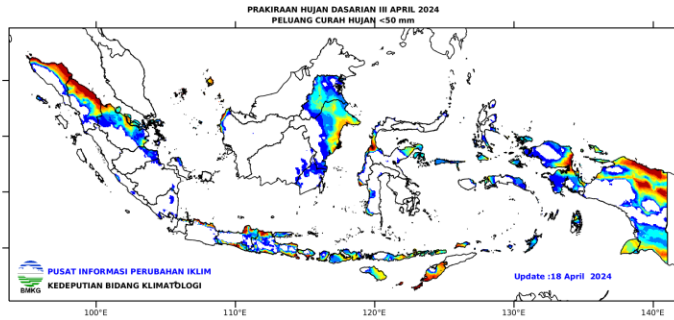 PRAKIRAAN HUJAN DASARIAN III APRIL 2024
PELUANG CURAH HUJAN <50 mm
PUSAT INFORMASI PERUBAHAN IKLIM
KEDEPUTIAN BIDANG KLIMATOLOGI
BMKG
Update :18 April 2024
100°E 110°E 120°E 130°E 140°E